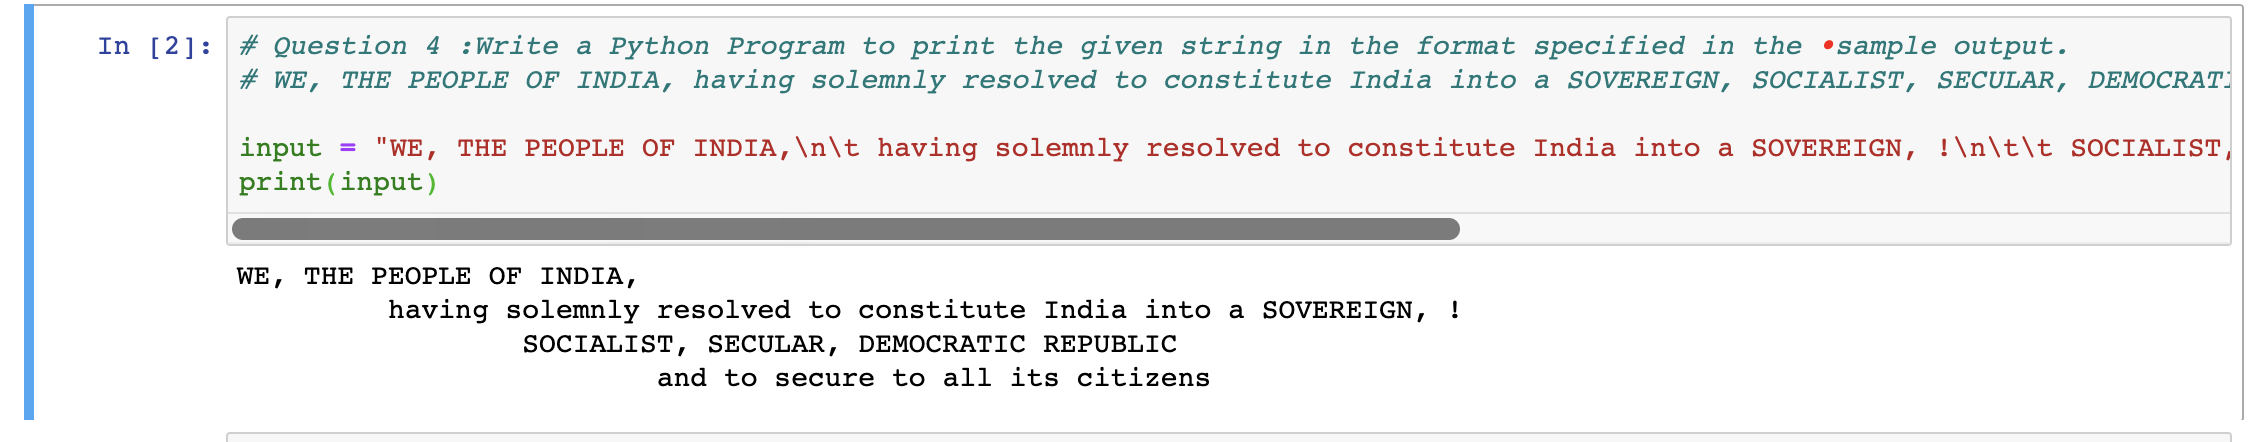 In [2]:
# Question 4 :Write a Python Program to print the given string in the format specified in the •sample output.
# WE, THE PEOPLE OF INDIA, having solemnly resolved to constitute India into a SOVEREIGN, SOCIALIST, SECULAR, DEMOCRATI
input = "WE, THE PEOPLE OF INDIA,\n\t having solemnly resolved to constitute India into a SOVEREIGN, !\n\t\t SOCIALIST,
print(input)
WE, THE PEOPLE OF INDIA,
having solemnly resolved to constitute India into a SOVEREIGN, !
SOCIALIST, SECULAR, DEMOCRATIC REPUBLIC
and to secure to all its citizens